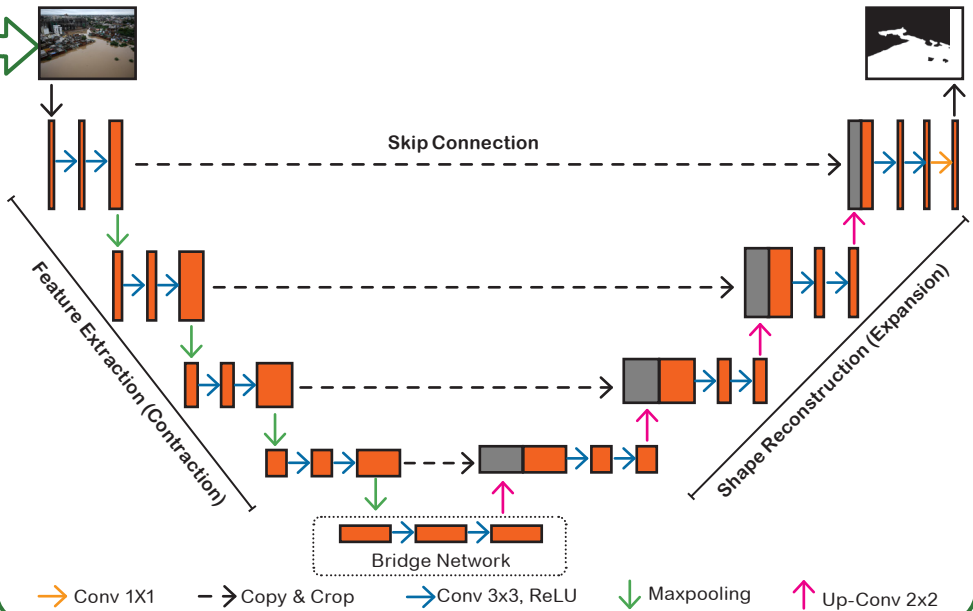 Skip Connection
Feature Extraction (Contraction)
Shape Reconstruction (Expansion)
Bridge Network
Conv 1X1
Copy & Crop
Conv 3x3, ReLU
Maxpooling
Up-Conv 2x2